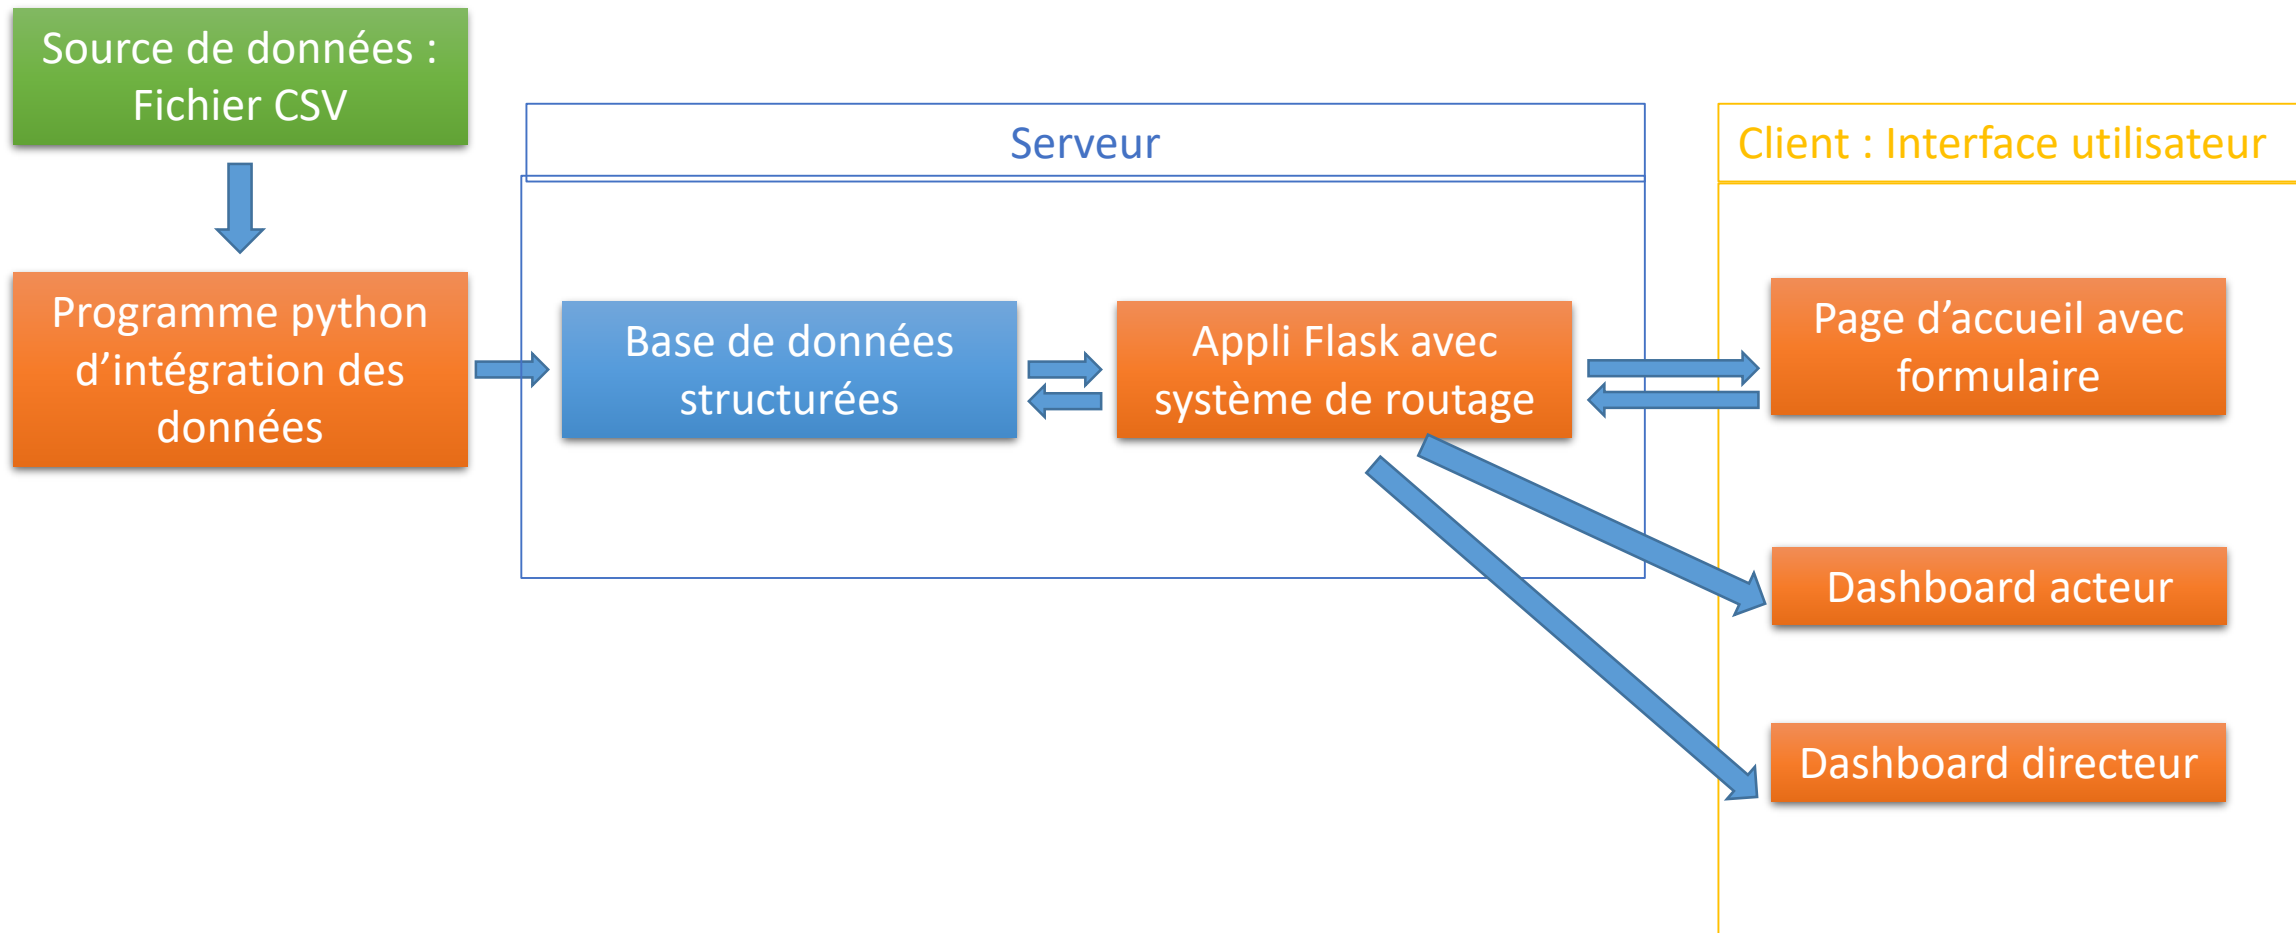 Source de données :
Fichier CSV
Serveur
Client : Interface utilisateur
Programme python
d’intégration des
données
Base de données
structurées
Appli Flask avec
système de routage
Page d’accueil avec
formulaire
Dashboard acteur
Dashboard directeur